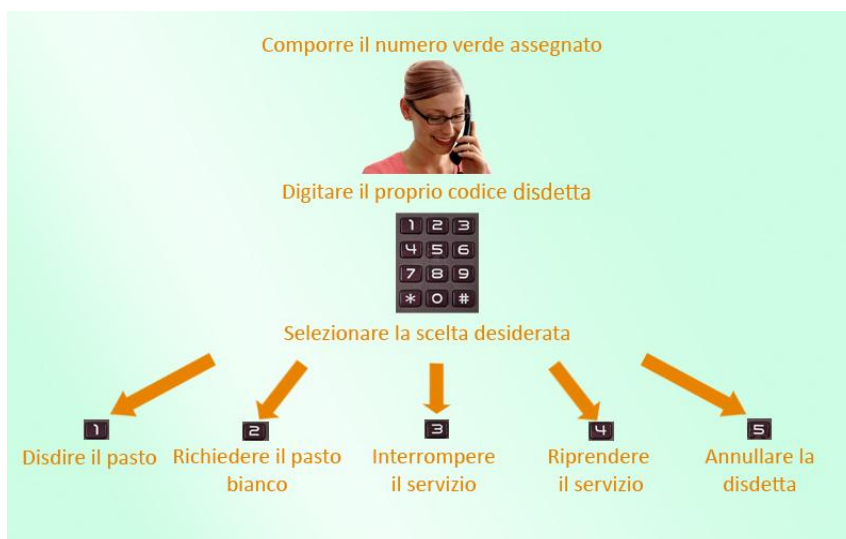 Comporre il numero verde assegnato
Digitare il proprio codice disdetta
1 2 3
4 5 6
7 8 9
* 0 #
Selezionare la scelta desiderata
1
Disdire il pasto
2
Richiedere il pasto
bianco
3
Interrompere
il servizio
4
Riprendere
il servizio
5
Annullare la
disdetta